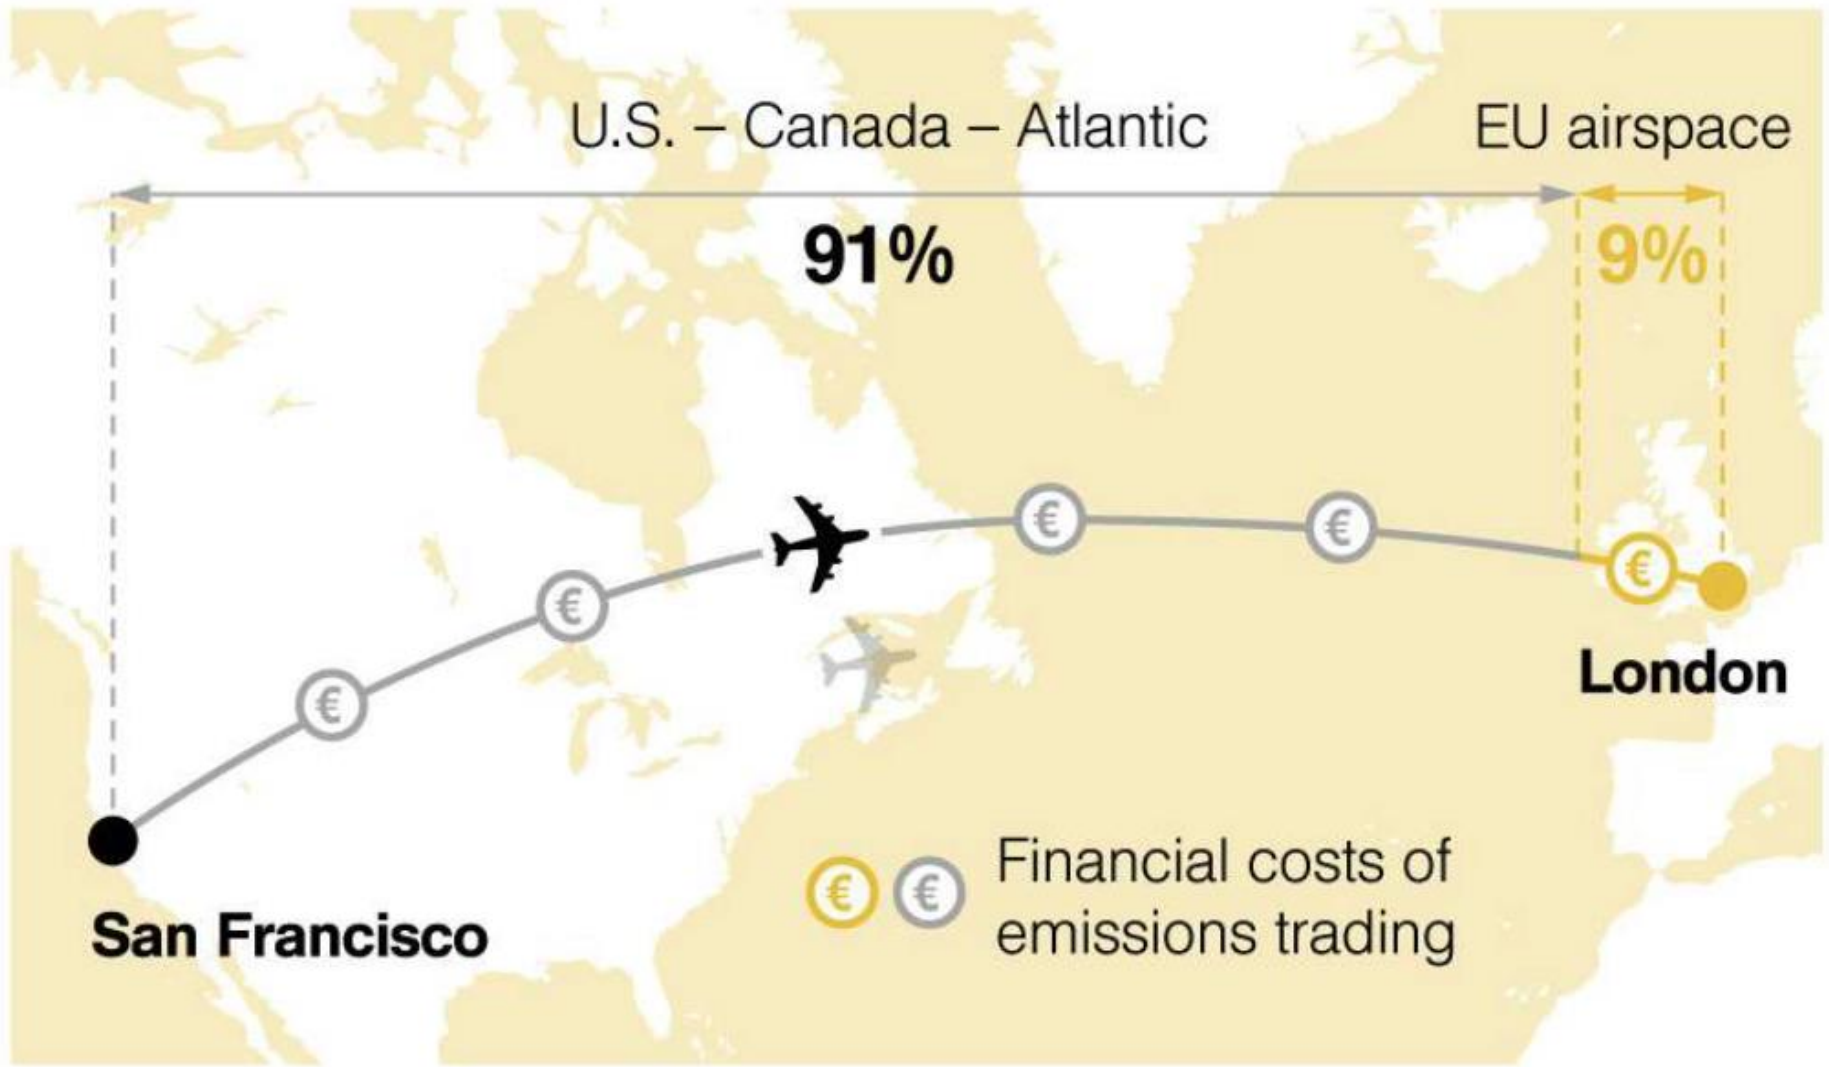 U.S. – Canada – Atlantic
EU airspace
91%
9%
€
€
€
€
€
London
San Francisco
€ €
Financial costs of
emissions trading